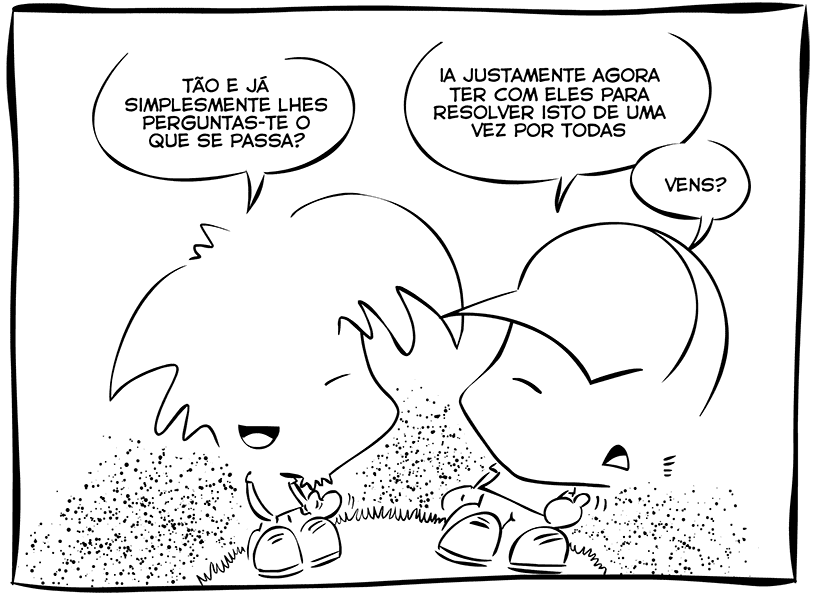 TÃO E JÁ
SIMPLESMENTE LHES
PERGUNTAS-TE O
QUE SE PASSA?
IA JUSTAMENTE AGORA
TER COM ELES PARA
RESOLVER ISTO DE UMA
VEZ POR TODAS
VENS?